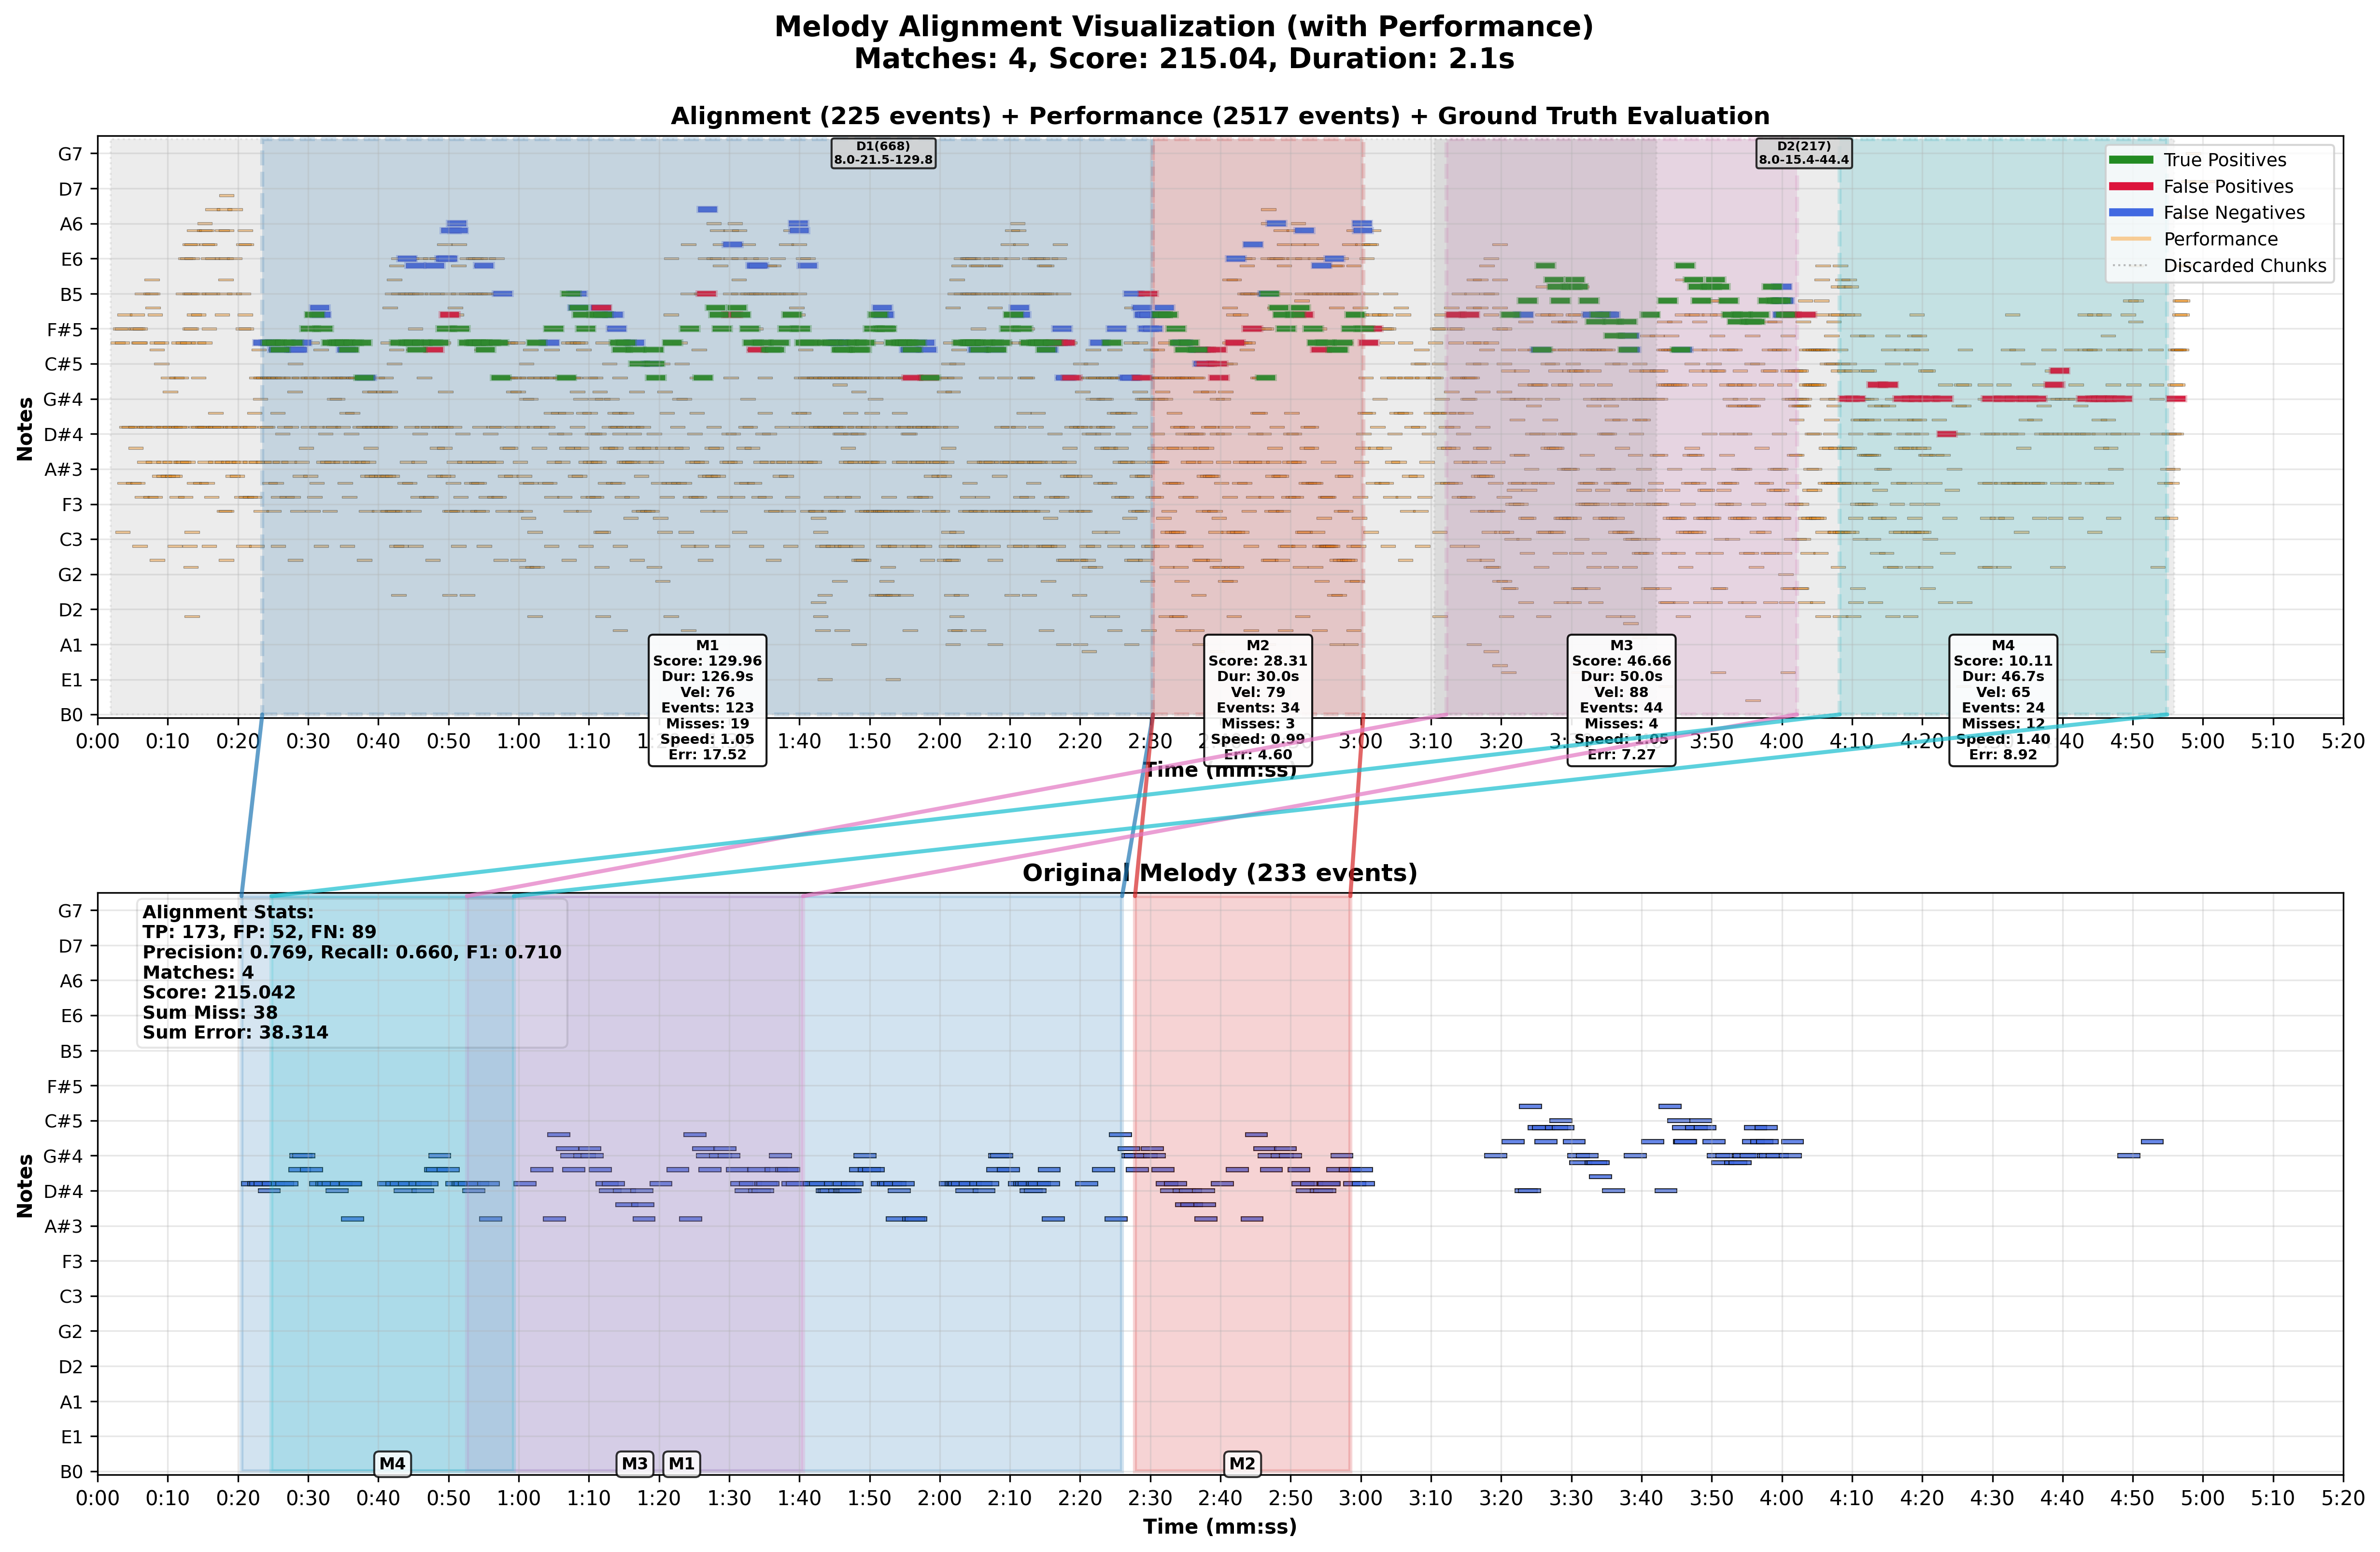 Melody Alignment Visualization (with Performance)
Matches: 4, Score: 215.04, Duration: 2.1s
Alignment (225 events) + Performance (2517 events) + Ground Truth Evaluation
D1(668)
8.0-21.5-129.8
D2(217)
8.0-15.4-44.4
True Positives
False Positives
False Negatives
Performance
Discarded Chunks
Notes
G7
D7
A6
E6
B5
F#5
C#5
G#4
D#4
A#3
F3
C3
G2
D2
A1
E1
B0
M1
Score: 129.96
Dur: 126.9s
Vel: 76
Events: 123
Misses: 19
Speed: 1.05
Err: 17.52
M2
Score: 28.31
Dur: 30.0s
Vel: 79
Events: 34
Misses: 3
Speed: 0.99
Err: 4.60
M3
Score: 46.66
Dur: 50.0s
Vel: 88
Events: 44
Misses: 4
Speed: 1.05
Err: 7.27
M4
Score: 10.11
Dur: 46.7s
Vel: 65
Events: 24
Misses: 12
Speed: 1.40
Err: 8.92
0:00 0:10 0:20 0:30 0:40 0:50 1:00 1:10 1:40 1:50 2:00 2:10 2:20 2:30 3:00 3:10 3:20 3:50 4:00 4:10 4:20 4:40 4:50 5:00 5:10 5:20
Time (mm:ss)
Original Melody (233 events)
Alignment Stats:
TP: 173, FP: 52, FN: 89
Precision: 0.769, Recall: 0.660, F1: 0.710
Matches: 4
Score: 215.042
Sum Miss: 38
Sum Error: 38.314
Notes
G7
D7
A6
E6
B5
F#5
C#5
G#4
D#4
A#3
F3
C3
G2
D2
A1
E1
B0
M4
M3
M1
M2
0:00 0:10 0:20 0:30 0:40 0:50 1:00 1:10 1:20 1:30 1:40 1:50 2:00 2:10 2:20 2:30 2:40 2:50 3:00 3:10 3:20 3:30 3:40 3:50 4:00 4:10 4:20 4:30 4:40 4:50 5:00 5:10 5:20
Time (mm:ss)